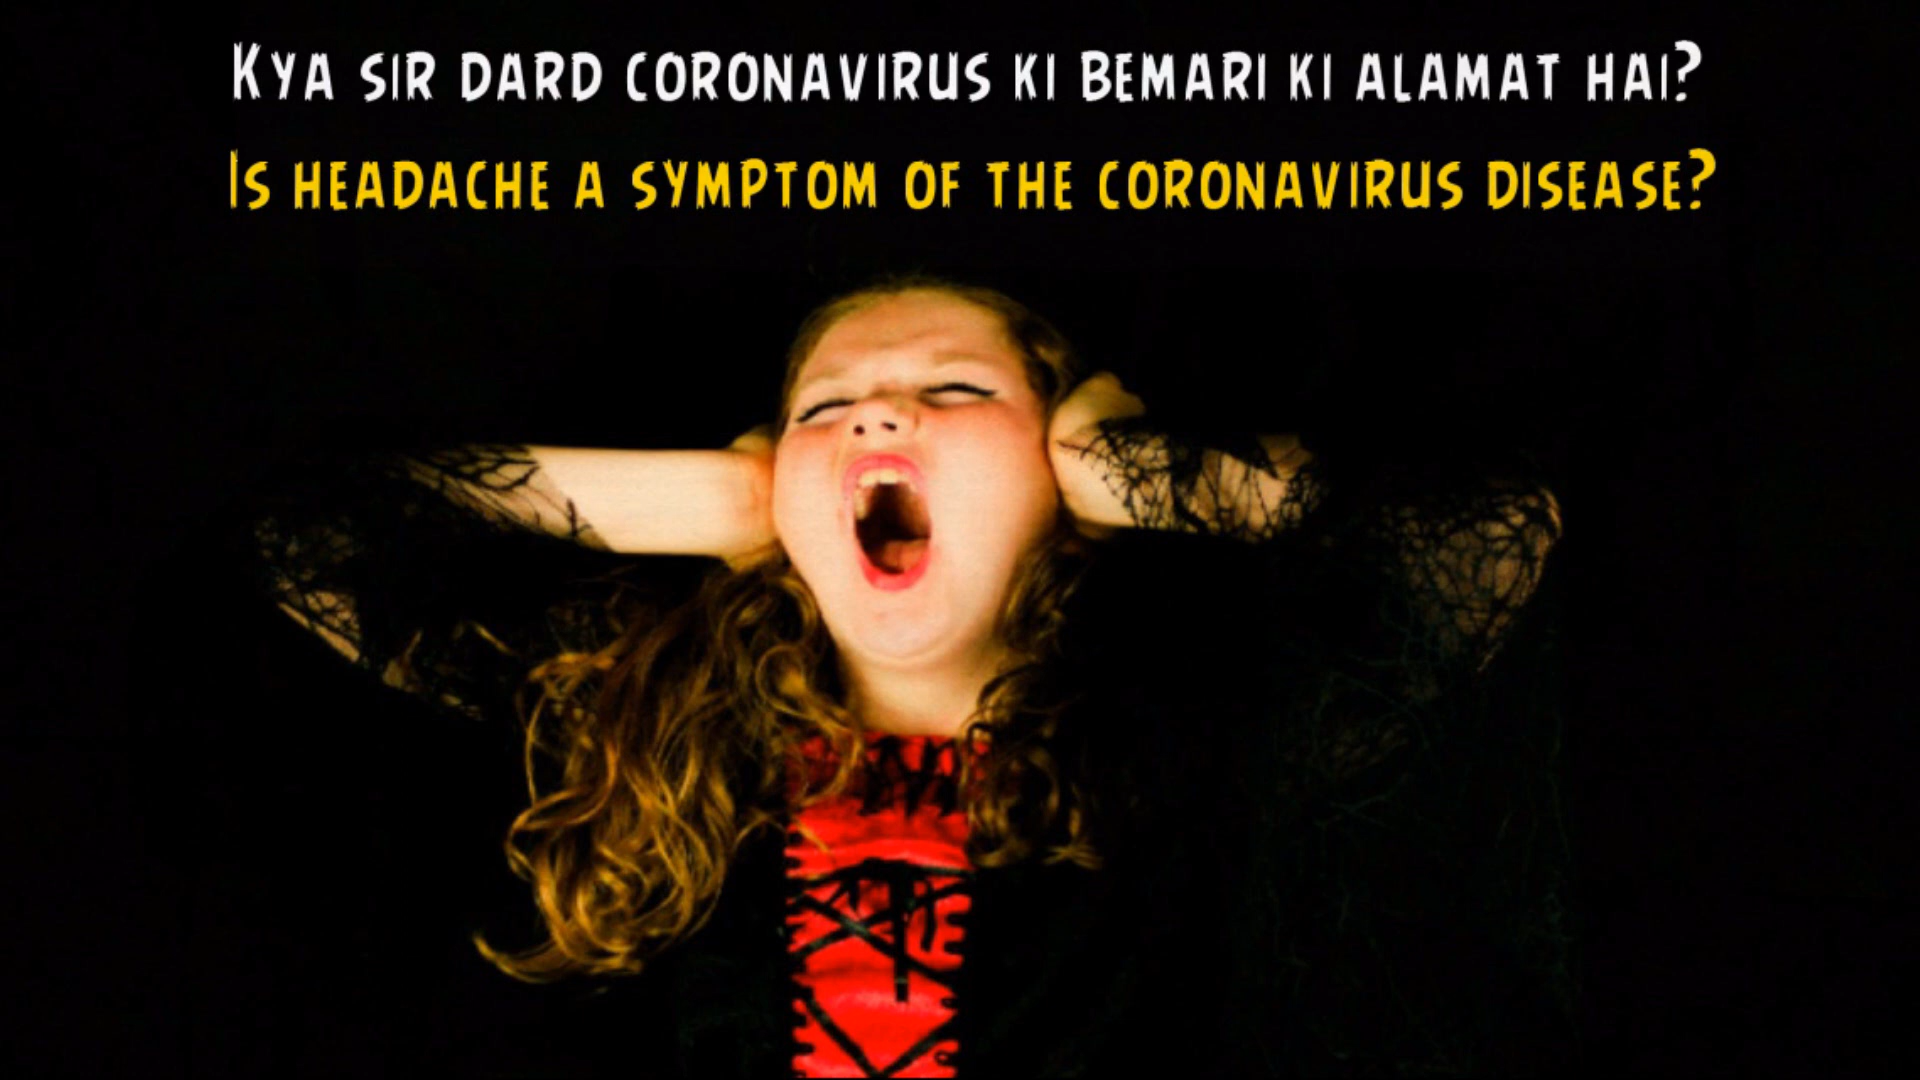 Kya sir dard coronavirus ki bemari ki alamat hai?
Is headache a symptom of the coronavirus disease?